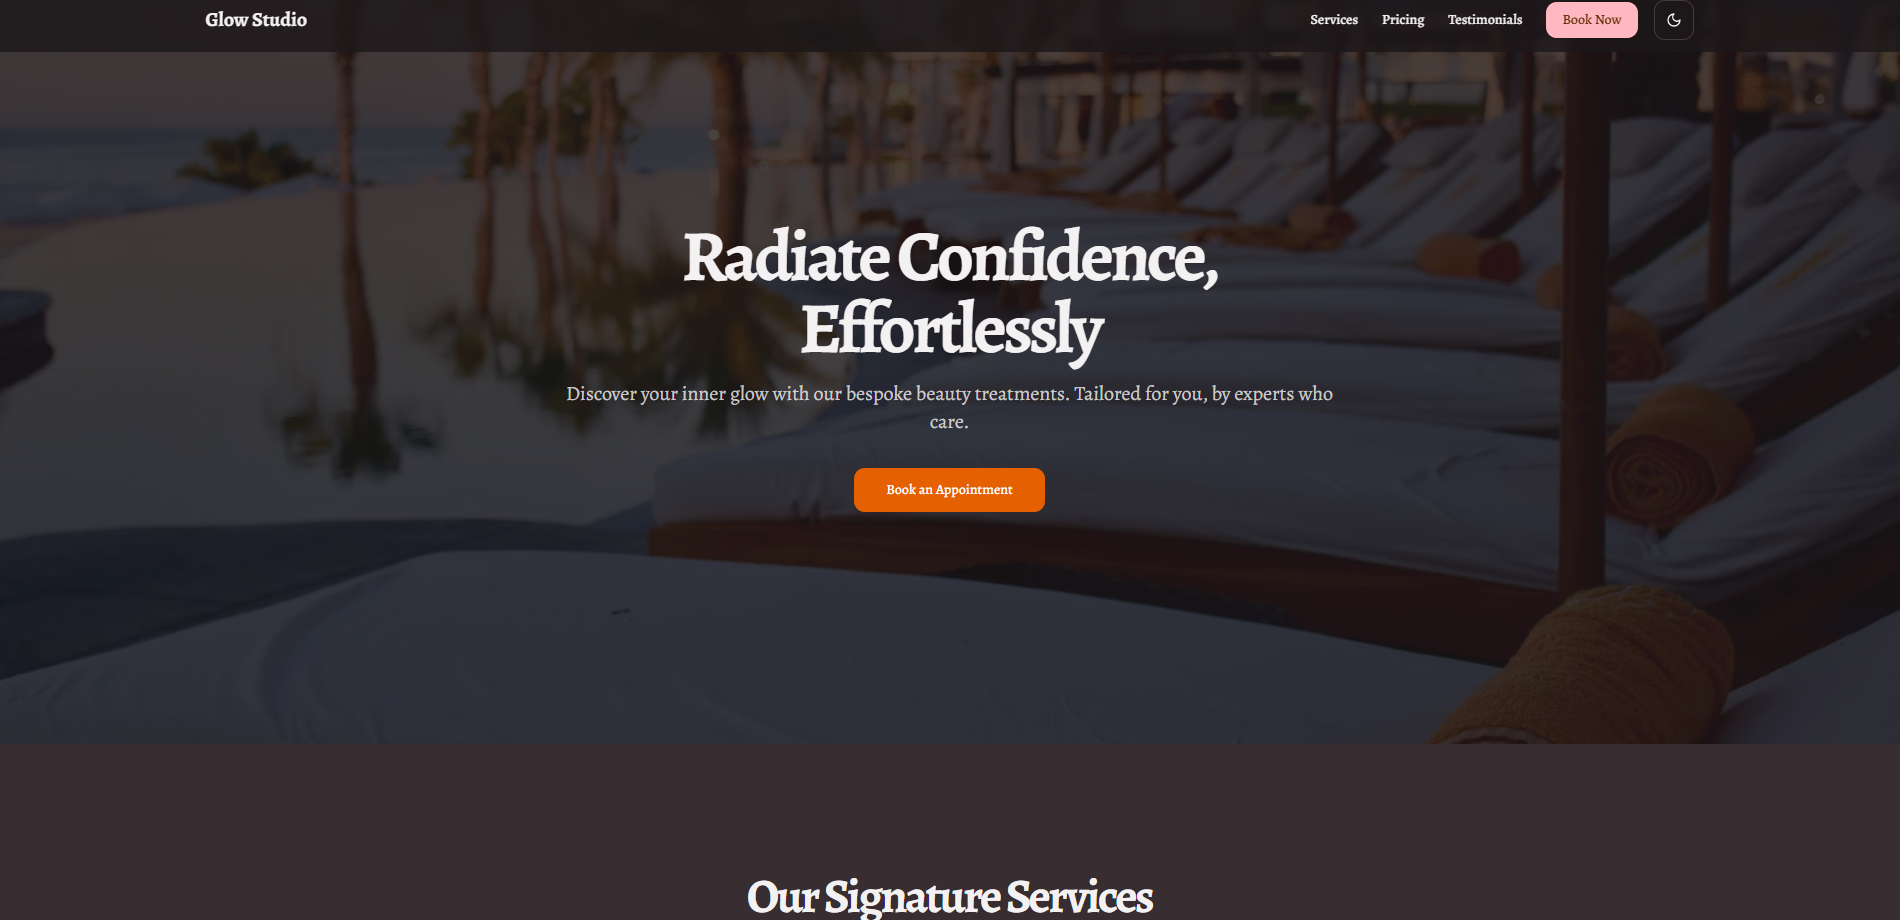 Glow Studio
Services
Pricing
Testimonials
Book Now
Radiate Confidence,
Effortlessly
Discover your inner glow with our bespoke beauty treatments. Tailored for you, by experts who
care.
Book an Appointment
Our Signature Services